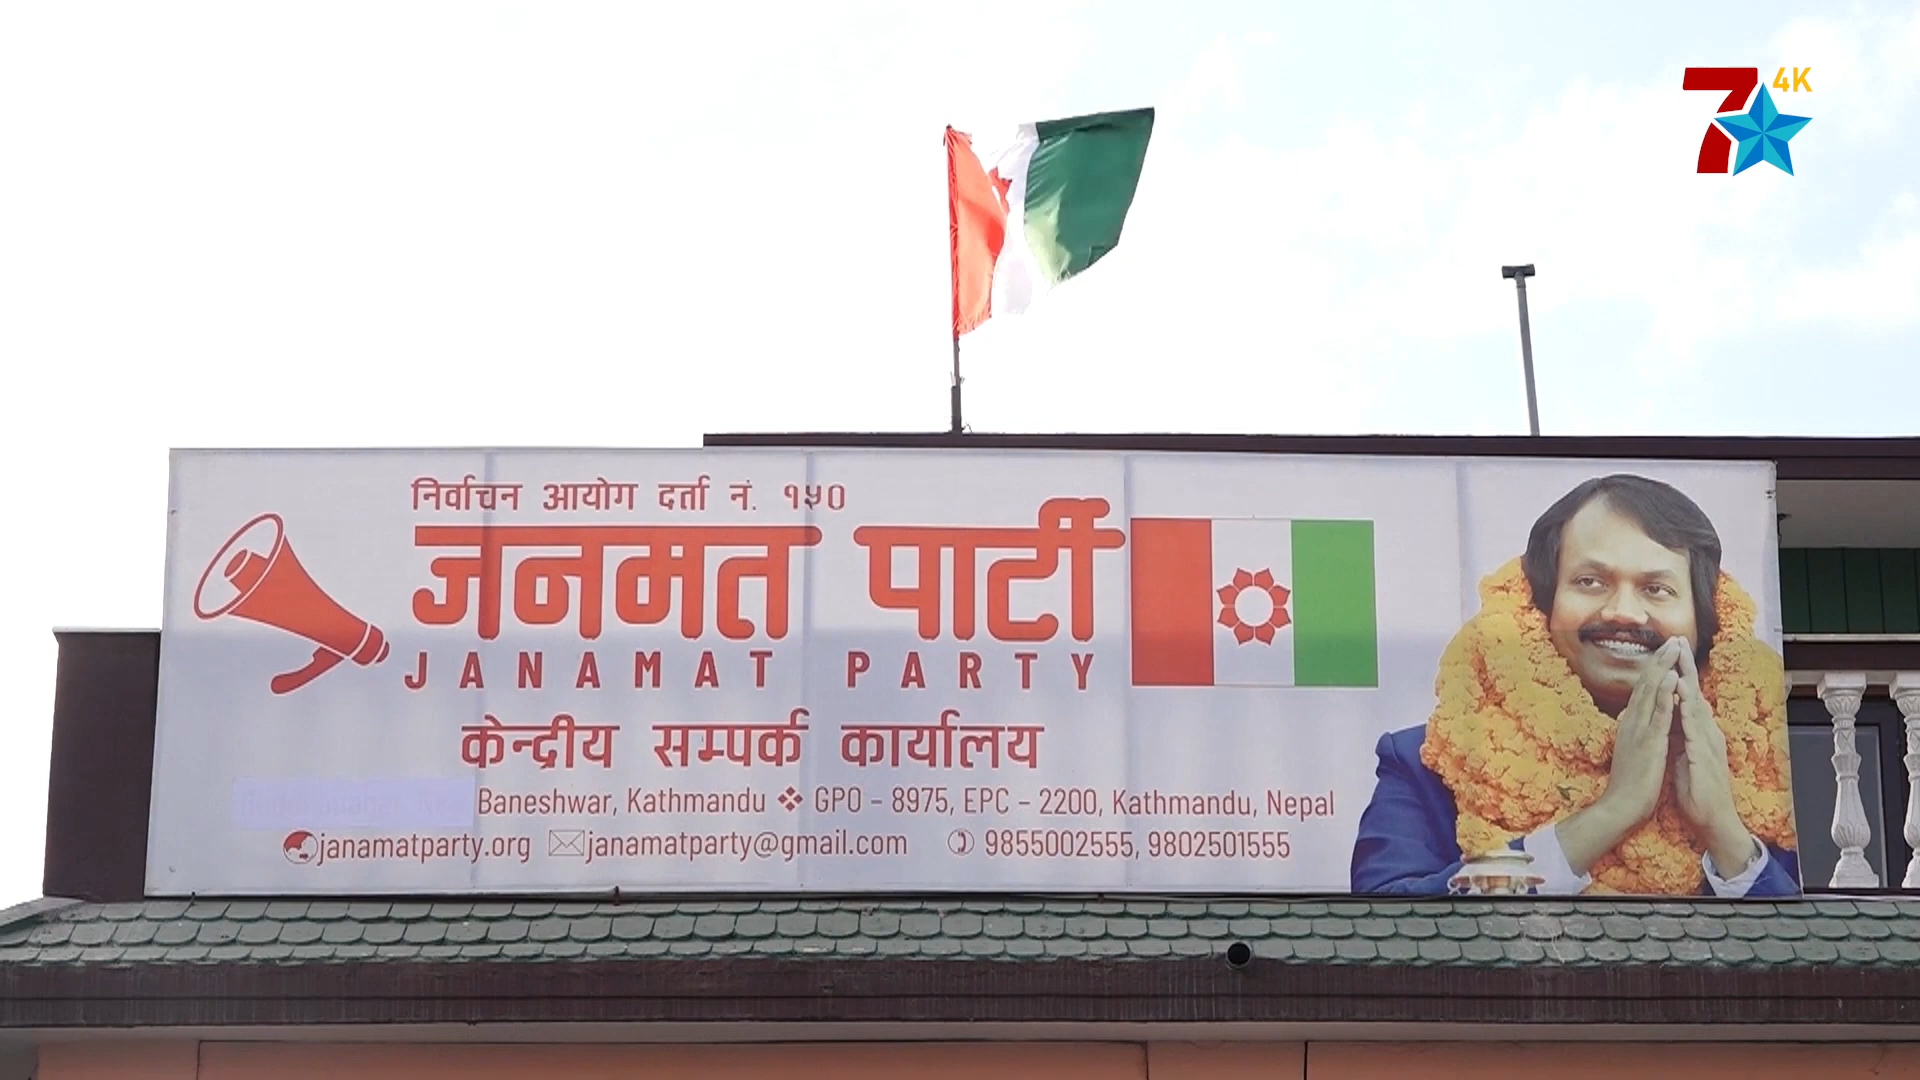 7 4K
निर्वाचन आयोग दर्ता नं. १५०
जनमत पार्टी
JANAMAT PARTY
केन्द्रीय सम्पर्क कार्यालय
Baneshwar, Kathmandu ❖ GPO – 8975, EPC – 2200, Kathmandu, Nepal
janamatparty.org janamatparty@gmail.com 9855002555, 9802501555